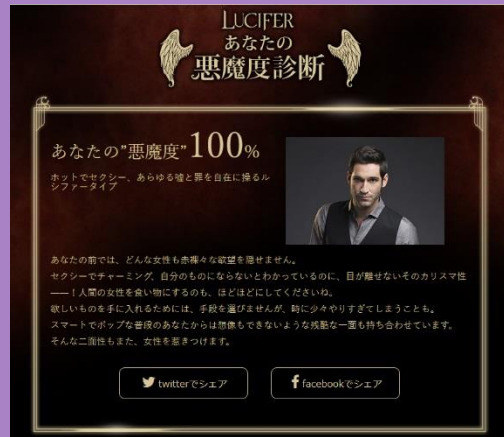 LUCIFER
あなたの
悪魔度診断
あなたの”悪魔度”100%
ホットでセクシー、あらゆる嘘と罪を自在に操るル
シファータイプ
あなたの前では、どんな女性も赤裸々な欲望を隠せません。
セクシーでチャーミング、自分のものにならないとわかっているのに、目が離せないそのカリスマ性
――！人間の女性を食い物にするのも、ほどほどにしてくださいね。
欲しいものを手に入れるためには、手段を選びませんが、時に少々やりすぎてしまうことも。
スマートでポップな普段のあなたからは想像もできないような残酷な一面も持ち合わせています。
そんな二面性もまた、女性を惹きつけます。
twitterでシェア
facebookでシェア